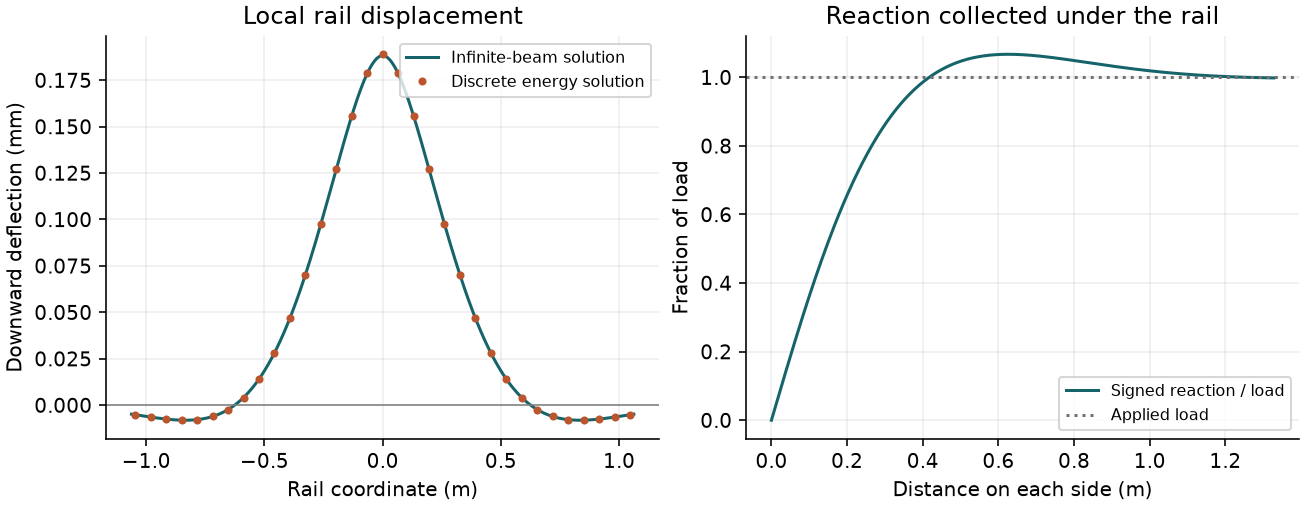 Local rail displacement
Downward deflection (mm)
0.175
0.150
0.125
0.100
0.075
0.050
0.025
0.000
Infinite-beam solution
Discrete energy solution
−1.0
−0.5
0.0
0.5
1.0
Rail coordinate (m)
Reaction collected under the rail
Fraction of load
1.0
0.8
0.6
0.4
0.2
0.0
Signed reaction / load
Applied load
0.0
0.2
0.4
0.6
0.8
1.0
1.2
Distance on each side (m)